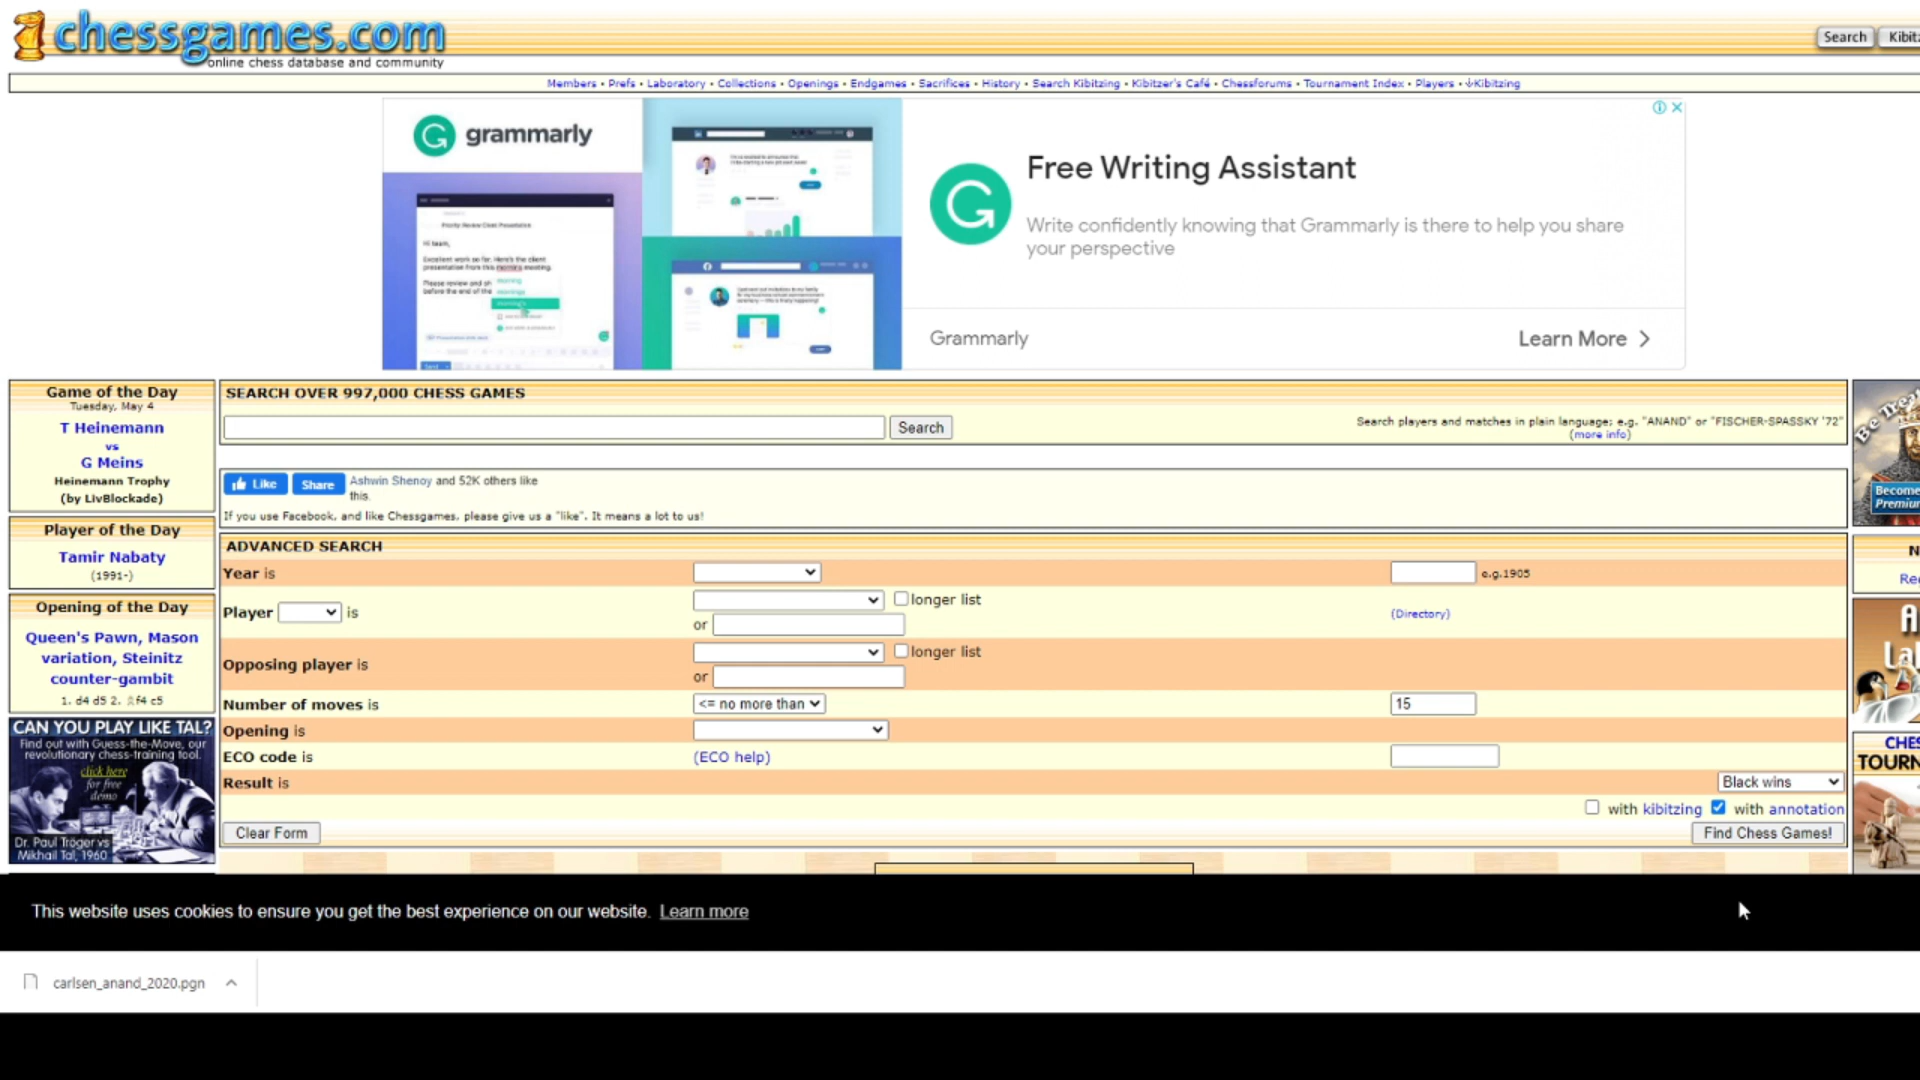 chessgames.com
online chess database and community
Search
Members • Prefs • Laboratory • Collections • Openings • Endgames • Sacrifices • History • Search Kibitzing • Kibitzer's Café • Chessforums • Tournament Index • Players • ↓Kibitzing
grammarly
Hi team,
Free Writing Assistant
Write confidently knowing that Grammarly is there to help you share
your perspective
Grammarly
Learn More
Game of the Day
Tuesday, May 4
T Heinemann
vs
G Meins
Heinemann Trophy
(by LivBlockade)
Player of the Day
Tamir Nabaty
(1991-)
Opening of the Day
Queen's Pawn, Mason
variation, Steinitz
counter-gambit
1. d4 d5 2. ♗f4 c5
CAN YOU PLAY LIKE TAL?
Find out with Guess-the-Move, our
revolutionary chess-training tool.
click here
for free
demo
Dr. Paul Tröger vs
Mikhail Tal, 1960
SEARCH OVER 997,000 CHESS GAMES
Search
Search players and matches in plain language; e.g. "ANAND" or "FISCHER-SPASSKY '72"
(more info)
Like Share Ashwin Shenoy and 52K others like
this.
If you use Facebook, and like Chessgames, please give us a "like". It means a lot to us!
ADVANCED SEARCH
Year is e.g.1905
Player is longer list (Directory)
or
Opposing player is longer list
or
Number of moves is <= no more than 15
Opening is
ECO code is (ECO help)
Result is Black wins
with kibitzing with annotation
Clear Form Find Chess Games!
Be
Become
Premium
This website uses cookies to ensure you get the best experience on our website. Learn more
carlsen_anand_2020.pgn